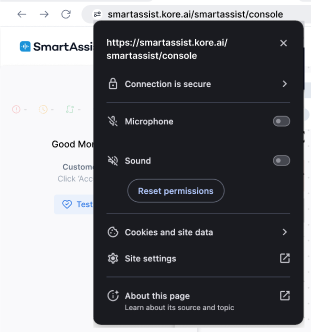 smartassist.kore.ai/smartassist/console
SmartAssist
https://smartassist.kore.ai/
smartassist/console
Connection is secure
Microphone
Good Mor
Sound
Custome
Click 'Acc
Reset permissions
Test
Cookies and site data
Site settings
About this page
Learn about its source and topic